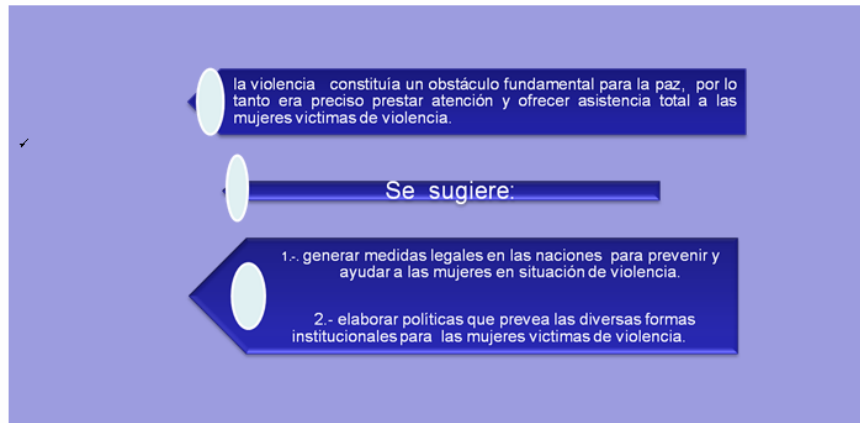 la violencia constituía un obstáculo fundamental para la paz, por lo
tanto era preciso prestar atención y ofrecer asistencia total a las
mujeres victimas de violencia.
Se sugiere:
1.-. generar medidas legales en las naciones para prevenir y
ayudar a las mujeres en situación de violencia.
2.- elaborar políticas que prevea las diversas formas
institucionales para las mujeres victimas de violencia.